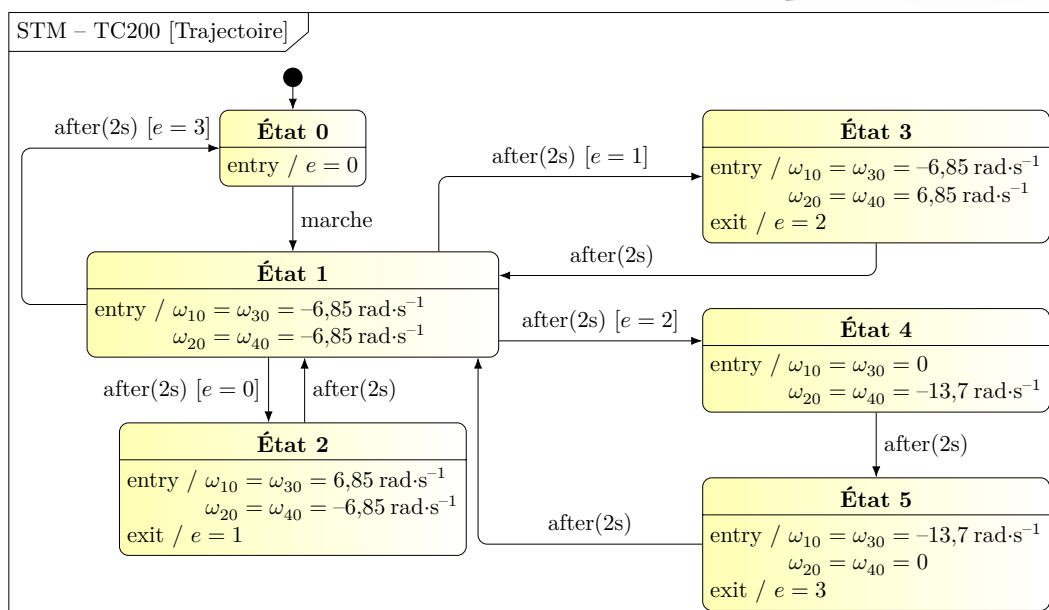 STM – TC200 [Trajectoire]
after(2s) [e = 3]
État 0
entry / e = 0
marche
after(2s) [e = 1]
État 3
entry / ω₁₀ = ω₃₀ = –6,85 rad·s⁻¹
ω₂₀ = ω₄₀ = 6,85 rad·s⁻¹
exit / e = 2
after(2s)
État 1
entry / ω₁₀ = ω₃₀ = –6,85 rad·s⁻¹
ω₂₀ = ω₄₀ = –6,85 rad·s⁻¹
after(2s) [e = 2]
État 4
entry / ω₁₀ = ω₃₀ = 0
ω₂₀ = ω₄₀ = –13,7 rad·s⁻¹
after(2s) [e = 0]
after(2s)
État 2
entry / ω₁₀ = ω₃₀ = 6,85 rad·s⁻¹
ω₂₀ = ω₄₀ = –6,85 rad·s⁻¹
exit / e = 1
after(2s)
after(2s)
État 5
entry / ω₁₀ = ω₃₀ = –13,7 rad·s⁻¹
ω₂₀ = ω₄₀ = 0
exit / e = 3